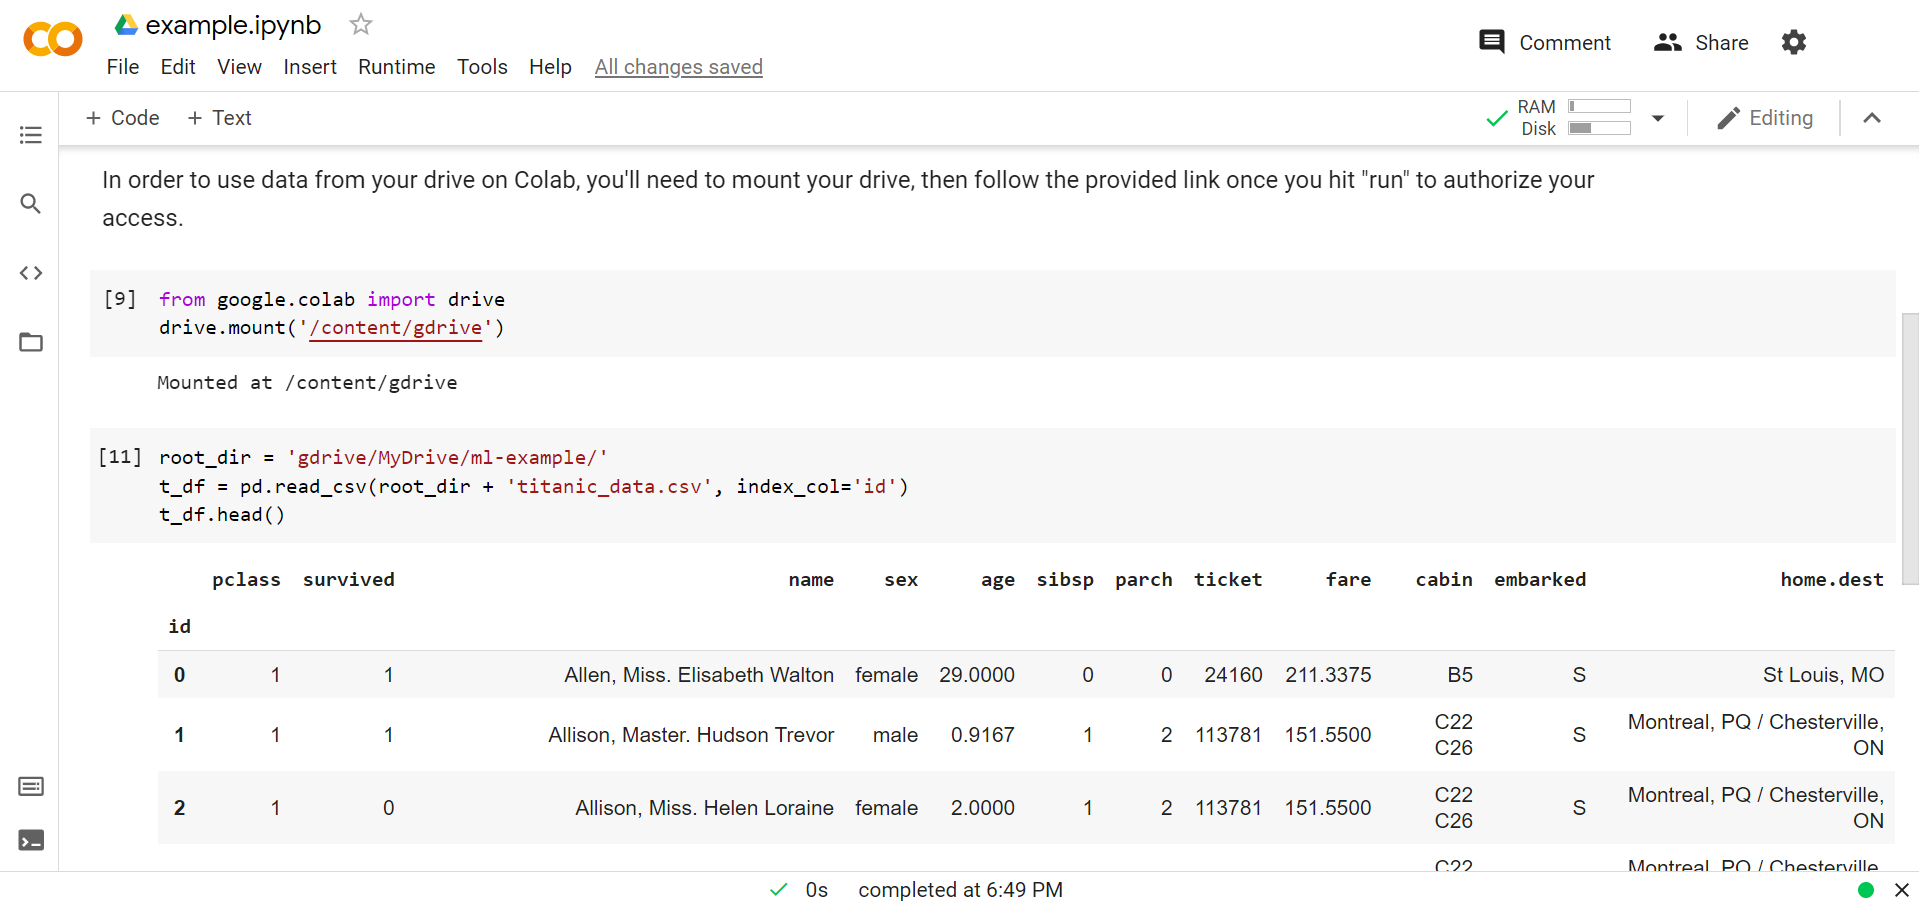 example.ipynb
File Edit View Insert Runtime Tools Help All changes saved
Comment Share
+ Code + Text
RAM
Disk
Editing
In order to use data from your drive on Colab, you'll need to mount your drive, then follow the provided link once you hit "run" to authorize your
access.
[9] from google.colab import drive
drive.mount('/content/gdrive')
Mounted at /content/gdrive
[11] root_dir = 'gdrive/MyDrive/ml-example/'
t_df = pd.read_csv(root_dir + 'titanic_data.csv', index_col='id')
t_df.head()
pclass survived name sex age sibsp parch ticket fare cabin embarked home.dest
id
0 1 1 Allen, Miss. Elisabeth Walton female 29.0000 0 0 24160 211.3375 B5 S St Louis, MO
1 1 1 Allison, Master. Hudson Trevor male 0.9167 1 2 113781 151.5500 C22 C26 S Montreal, PQ / Chesterville,
ON
2 1 0 Allison, Miss. Helen Loraine female 2.0000 1 2 113781 151.5500 C22 C26 S Montreal, PQ / Chesterville,
ON
C22 Montreal, PQ / Chesterville,
0s completed at 6:49 PM